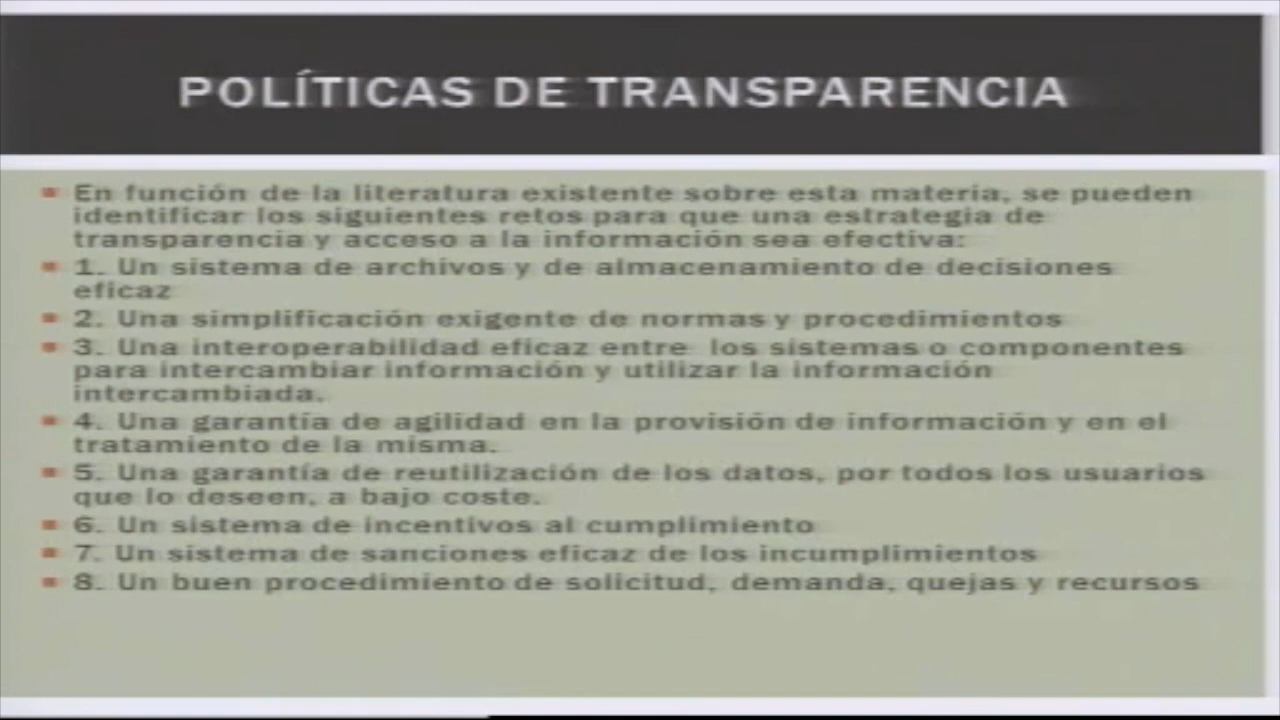 POLÍTICAS DE TRANSPARENCIA
En función de la literatura existente sobre esta materia, se pueden
identificar los siguientes retos para que una estrategia de
transparencia y acceso a la información sea efectiva:
1. Un sistema de archivos y de almacenamiento de decisiones
eficaz
2. Una simplificación exigente de normas y procedimientos
3. Una interoperabilidad eficaz entre los sistemas o componentes
para intercambiar información y utilizar la información
intercambiada.
4. Una garantía de agilidad en la provisión de información y en el
tratamiento de la misma.
5. Una garantía de reutilización de los datos, por todos los usuarios
que lo deseen, a bajo coste.
6. Un sistema de incentivos al cumplimiento
7. Un sistema de sanciones eficaz de los incumplimientos
8. Un buen procedimiento de solicitud, demanda, quejas y recursos